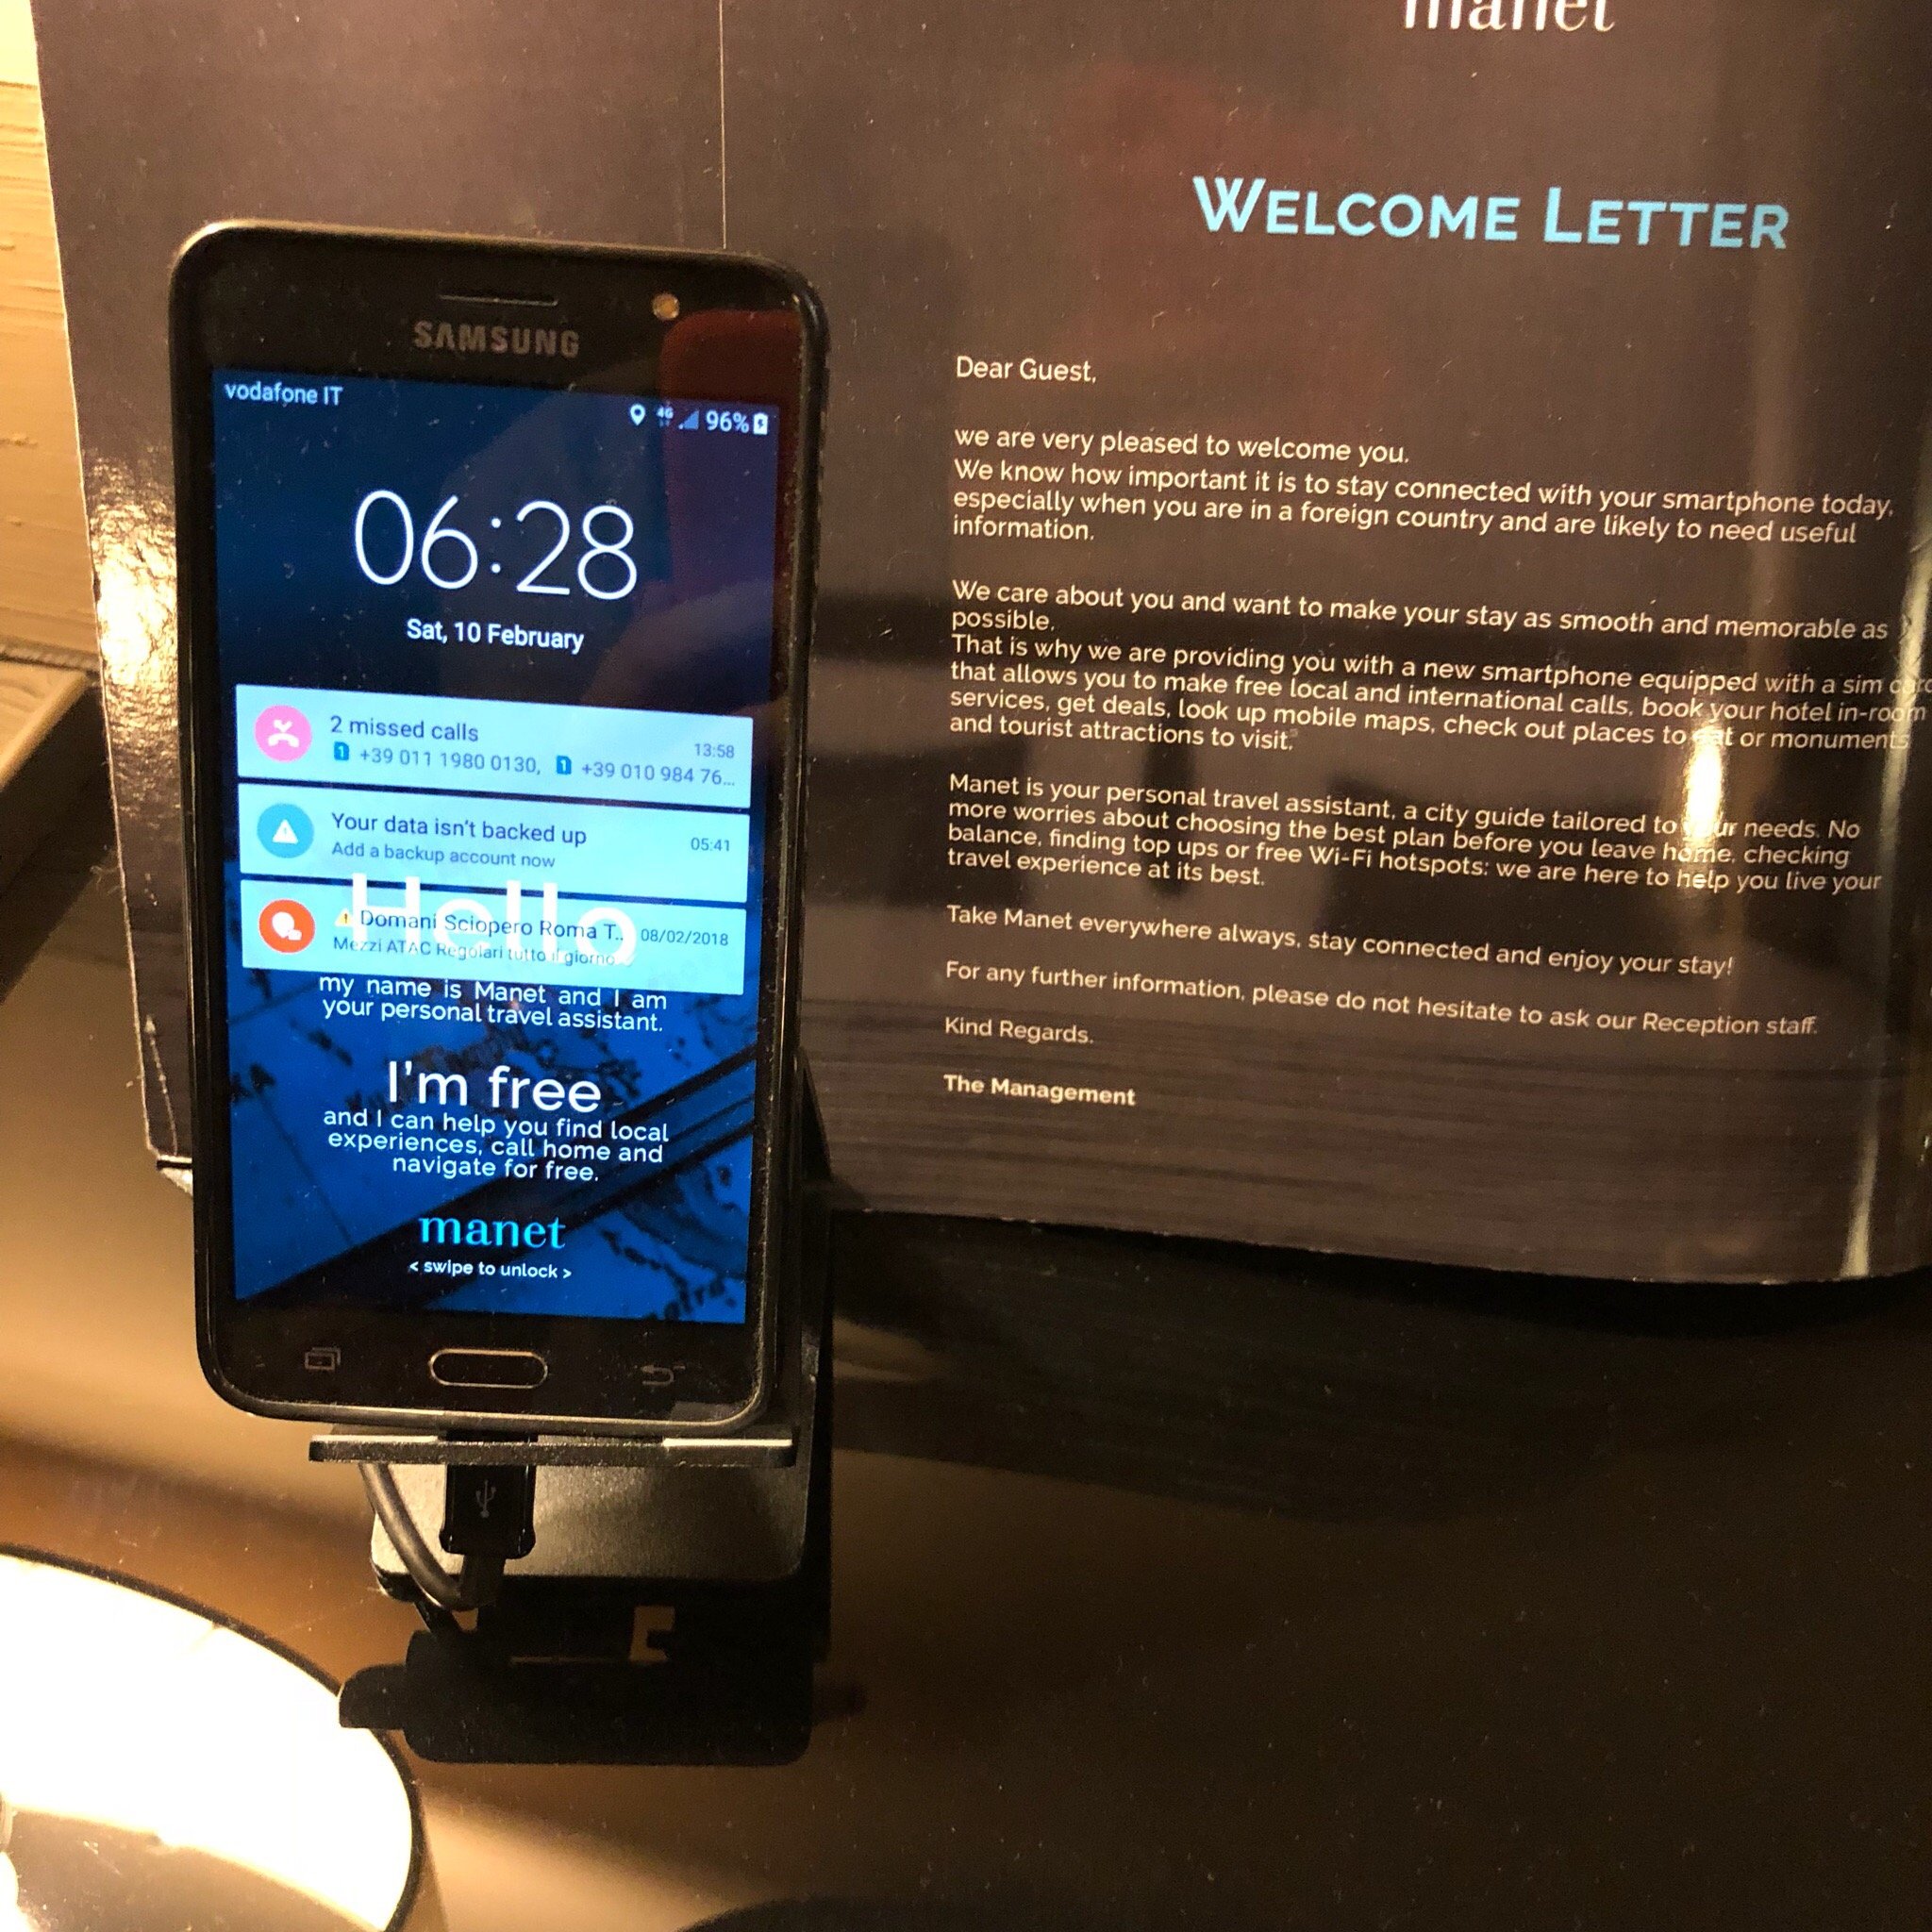 SAMSUNG
vodafone IT
4G 96%
06:28
Sat, 10 February
2 missed calls
13:58
1 +39 011 1980 0130, 1 +39 010 984 76...
Your data isn't backed up
05:41
Add a backup account now
Hello
Domani Sciopero Roma T..
08/02/2018
Mezzi ATAC Regolari tutto il giorno
my name is Manet and I am
your personal travel assistant.
I'm free
and I can help you find local
experiences, call home and
navigate for free.
manet
< swipe to unlock >
manet
WELCOME LETTER
Dear Guest,
we are very pleased to welcome you.
We know how important it is to stay connected with your smartphone today,
especially when you are in a foreign country and are likely to need useful
information.
We care about you and want to make your stay as smooth and memorable as
possible.
That is why we are providing you with a new smartphone equipped with a sim card
that allows you to make free local and international calls, book your hotel in-room
services, get deals, look up mobile maps, check out places to eat or monuments
and tourist attractions to visit.
Manet is your personal travel assistant, a city guide tailored to your needs. No
more worries about choosing the best plan before you leave home, checking
balance, finding top ups or free Wi-Fi hotspots: we are here to help you live your
travel experience at its best.
Take Manet everywhere always, stay connected and enjoy your stay!
For any further information, please do not hesitate to ask our Reception staff.
Kind Regards.
The Management